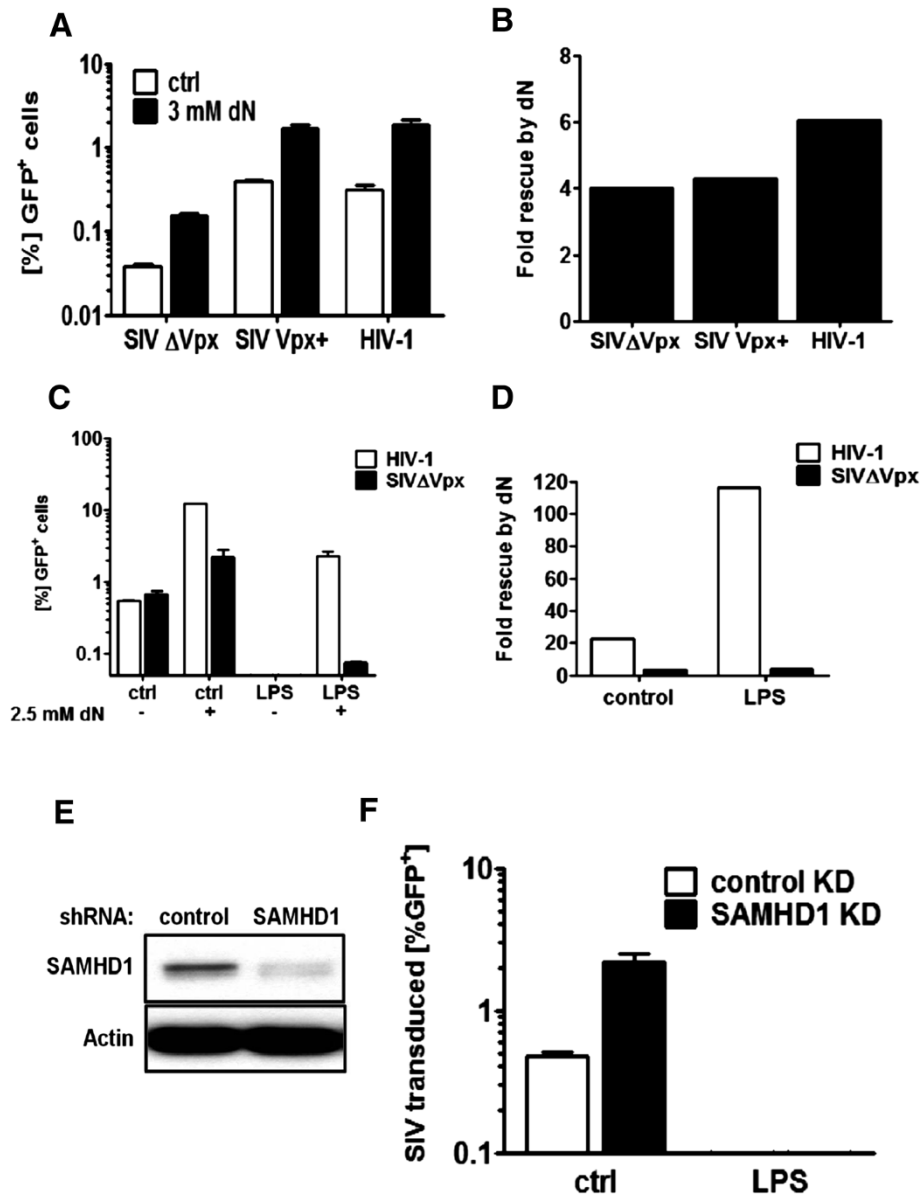 A
[%] GFP+ cells
10
1
0.1
0.01
ctrl
3 mM dN
SIV ΔVpx
SIV Vpx+
HIV-1
B
Fold rescue by dN
8
6
4
2
0
SIVΔVpx
SIV Vpx+
HIV-1
C
[%] GFP+ cells
100
10
1
0.1
HIV-1
SIVΔVpx
ctrl
ctrl
LPS
LPS
2.5 mM dN
-
+
-
+
D
Fold rescue by dN
120
100
80
60
40
20
0
HIV-1
SIVΔVpx
control
LPS
E
shRNA: control SAMHD1
SAMHD1
Actin
F
SIV transduced [%GFP+]
10
1
0.1
control KD
SAMHD1 KD
ctrl
LPS